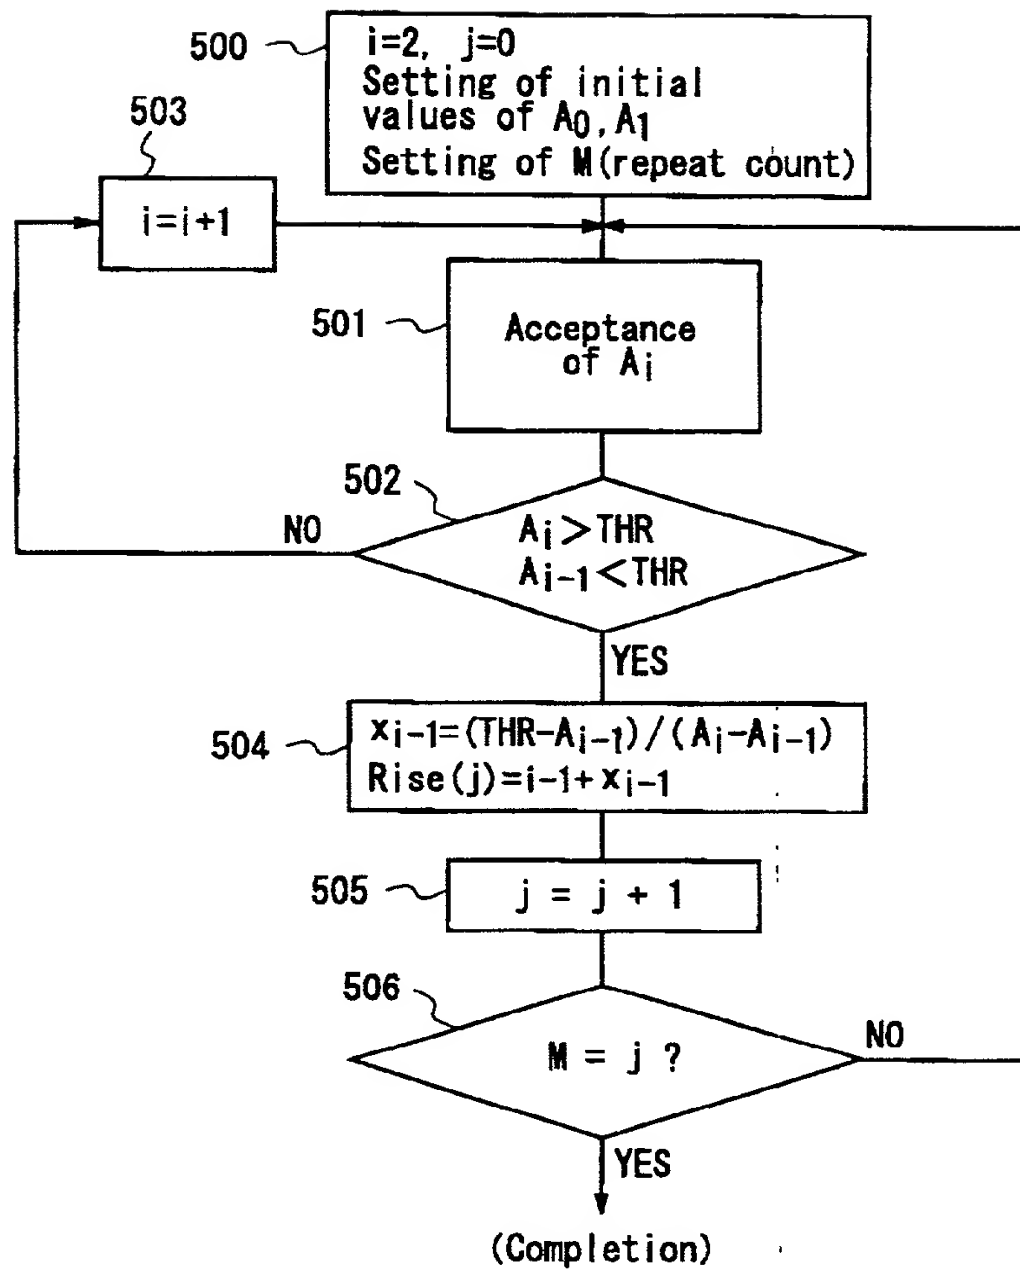 500
i=2, j=0
Setting of initial
values of A0, A1
Setting of M(repeat count)
503
i=i+1
501
Acceptance
of Ai
502
NO
Ai>THR
Ai-1<THR
YES
504
xi-1=(THR-Ai-1)/(Ai-Ai-1)
Rise(j)=i-1+xi-1
505
j = j + 1
506
M = j ?
NO
YES
(Completion)